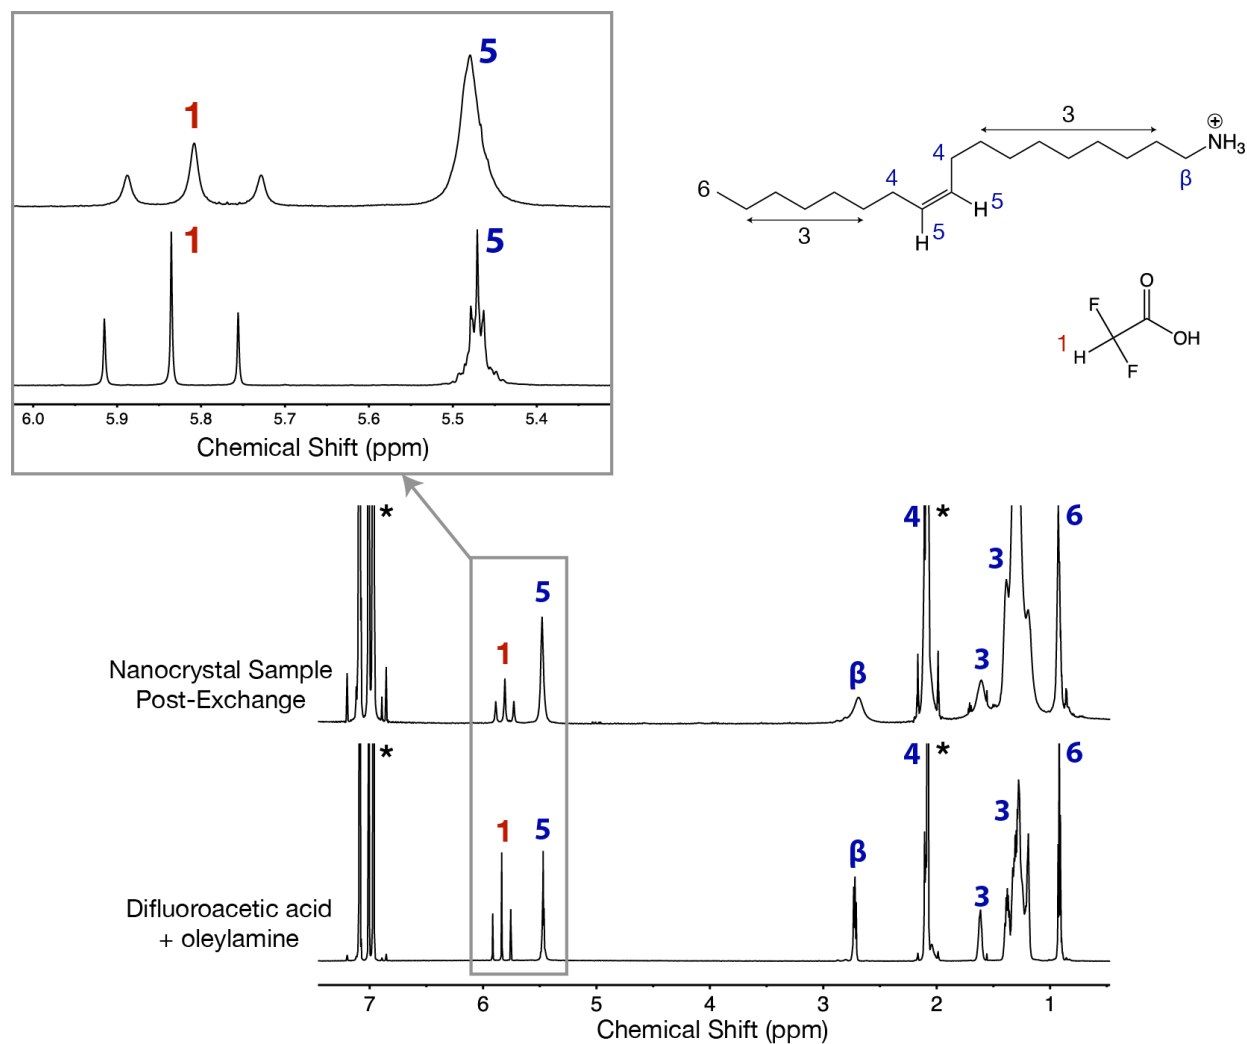 5
1
1
5
6.0 5.9 5.8 5.7 5.6 5.5 5.4
Chemical Shift (ppm)
3
⊕
NH3
4
β
4
6
H 5
5
3
H
O
F
OH
1 H
F
* 4 * 6
3
5
1
Nanocrystal Sample
Post-Exchange
β 3
* 4 * 6
3
1 5
β
3
Difluoroacetic acid
+ oleylamine
7 6 5 4 3 2 1
Chemical Shift (ppm)